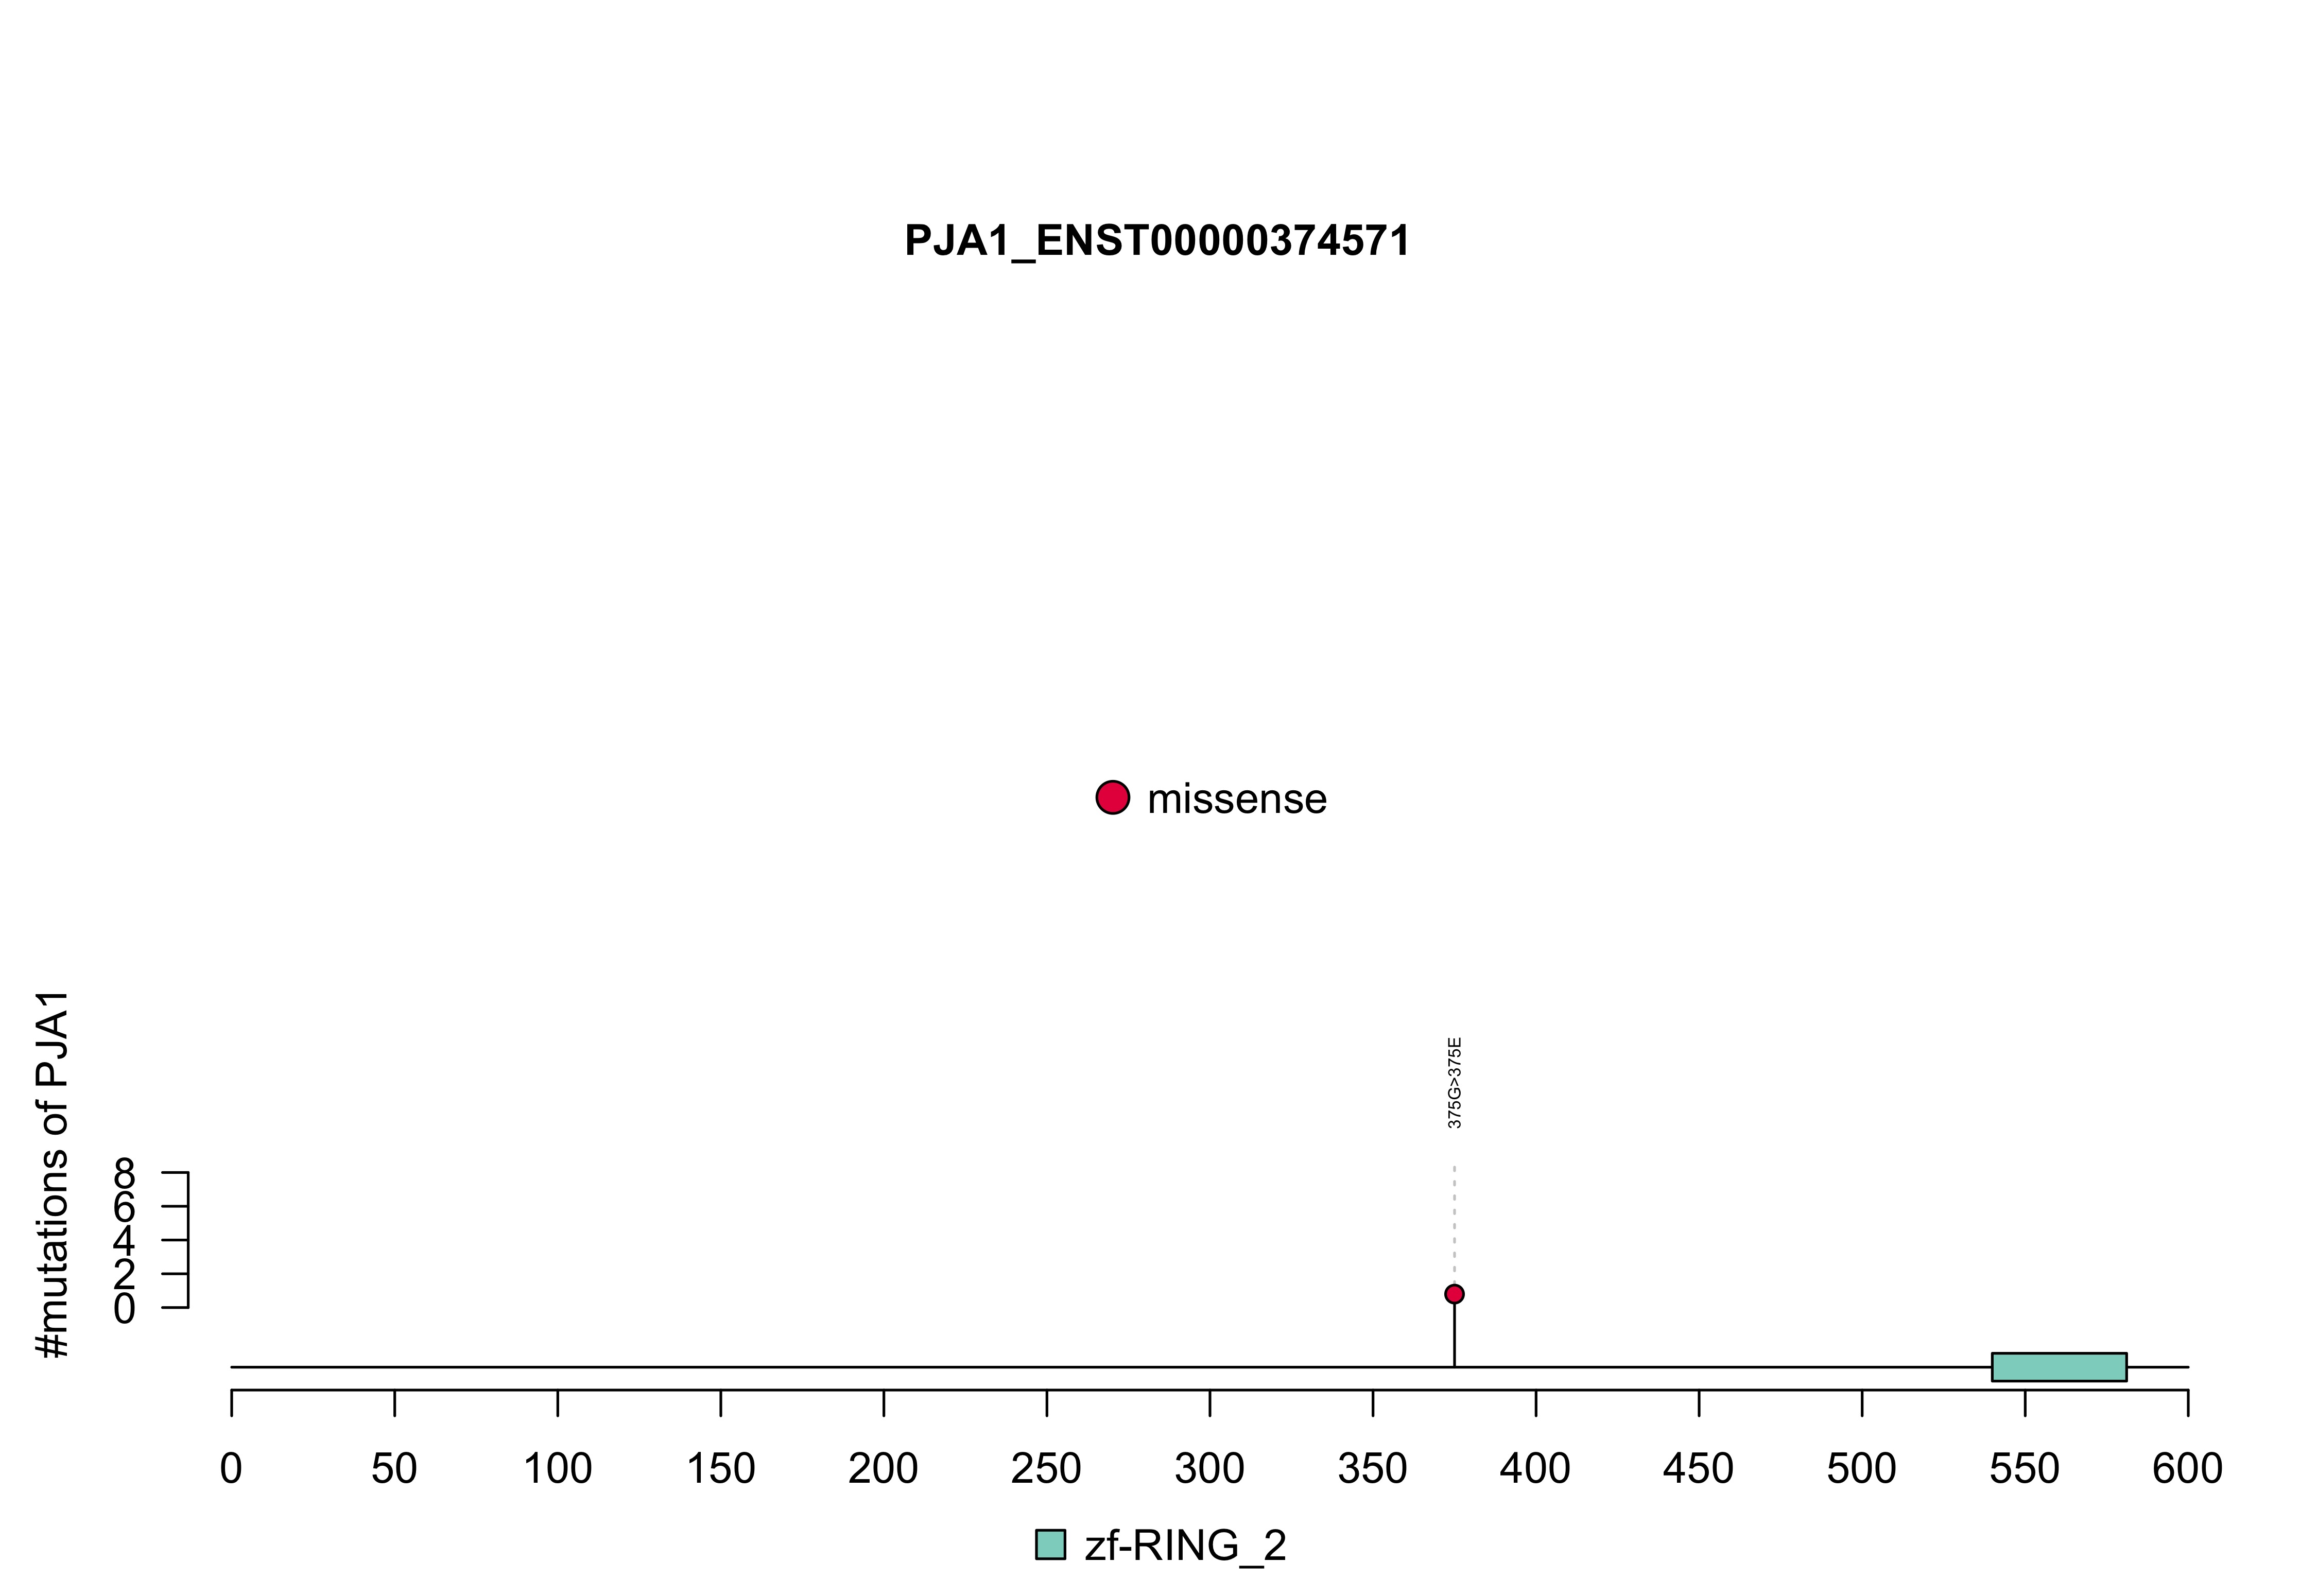 PJA1_ENST00000374571
missense
#mutations of PJA1
375G>375E
8
6
4
2
0
0 50 100 150 200 250 300 350 400 450 500 550 600
zf-RING_2